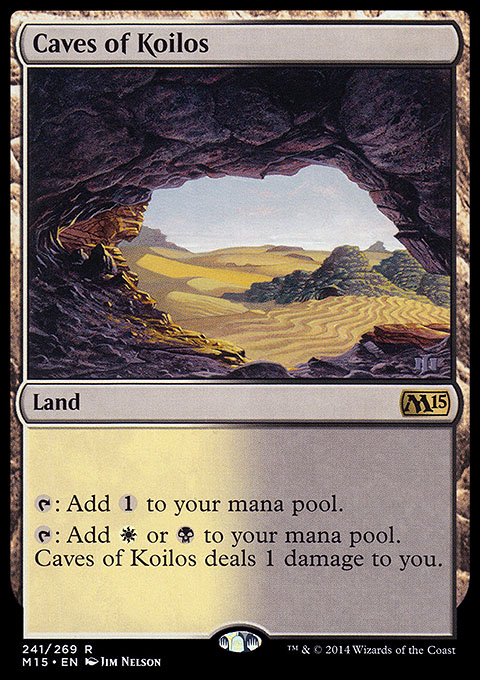 Caves of Koilos
Land
M15
: Add 1 to your mana pool.
: Add or to your mana pool.
Caves of Koilos deals 1 damage to you.
241/269 R
M15 • EN Jim Nelson
™ & © 2014 Wizards of the Coast